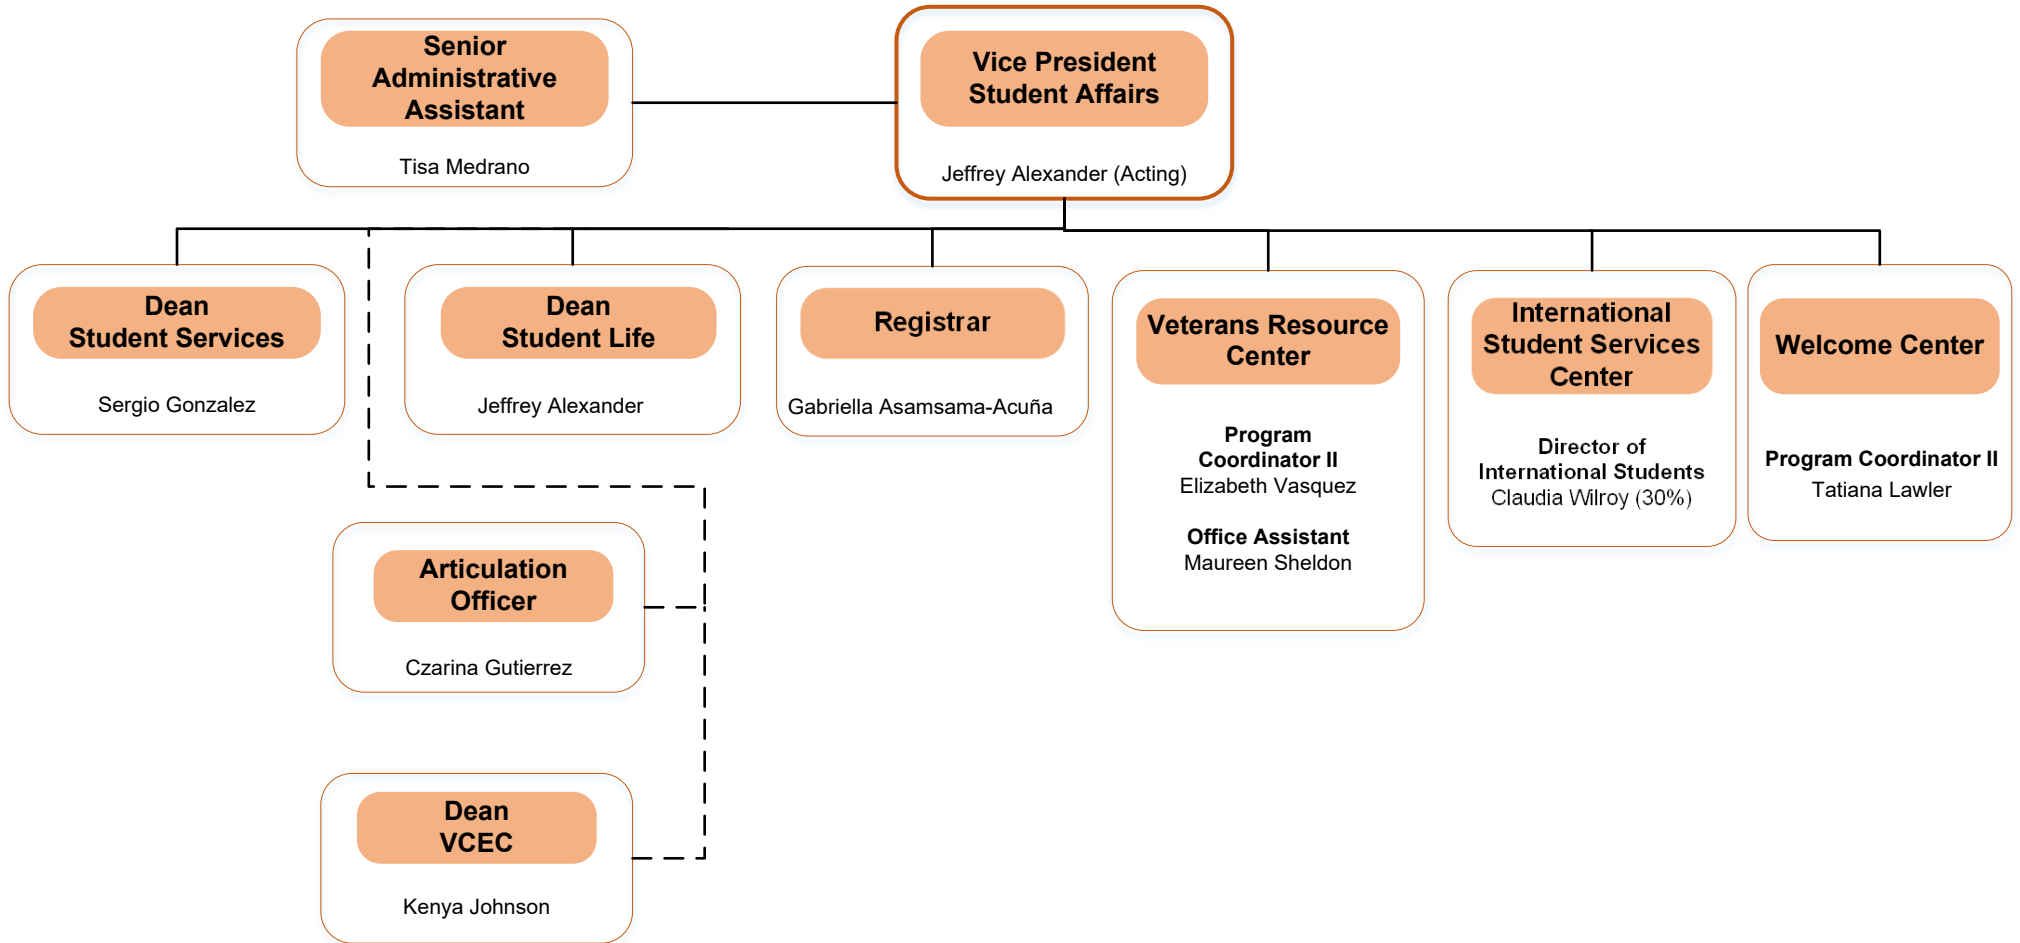 Senior
Administrative
Assistant
Tisa Medrano
Vice President
Student Affairs
Jeffrey Alexander (Acting)
Dean
Student Services
Sergio Gonzalez
Dean
Student Life
Jeffrey Alexander
Registrar
Gabriella Asamsama-Acuña
Veterans Resource
Center
Program
Coordinator II
Elizabeth Vasquez
Office Assistant
Maureen Sheldon
International
Student Services
Center
Director of
International Students
Claudia Wilroy (30%)
Welcome Center
Program Coordinator II
Tatiana Lawler
Articulation
Officer
Czarina Gutierrez
Dean
VCEC
Kenya Johnson